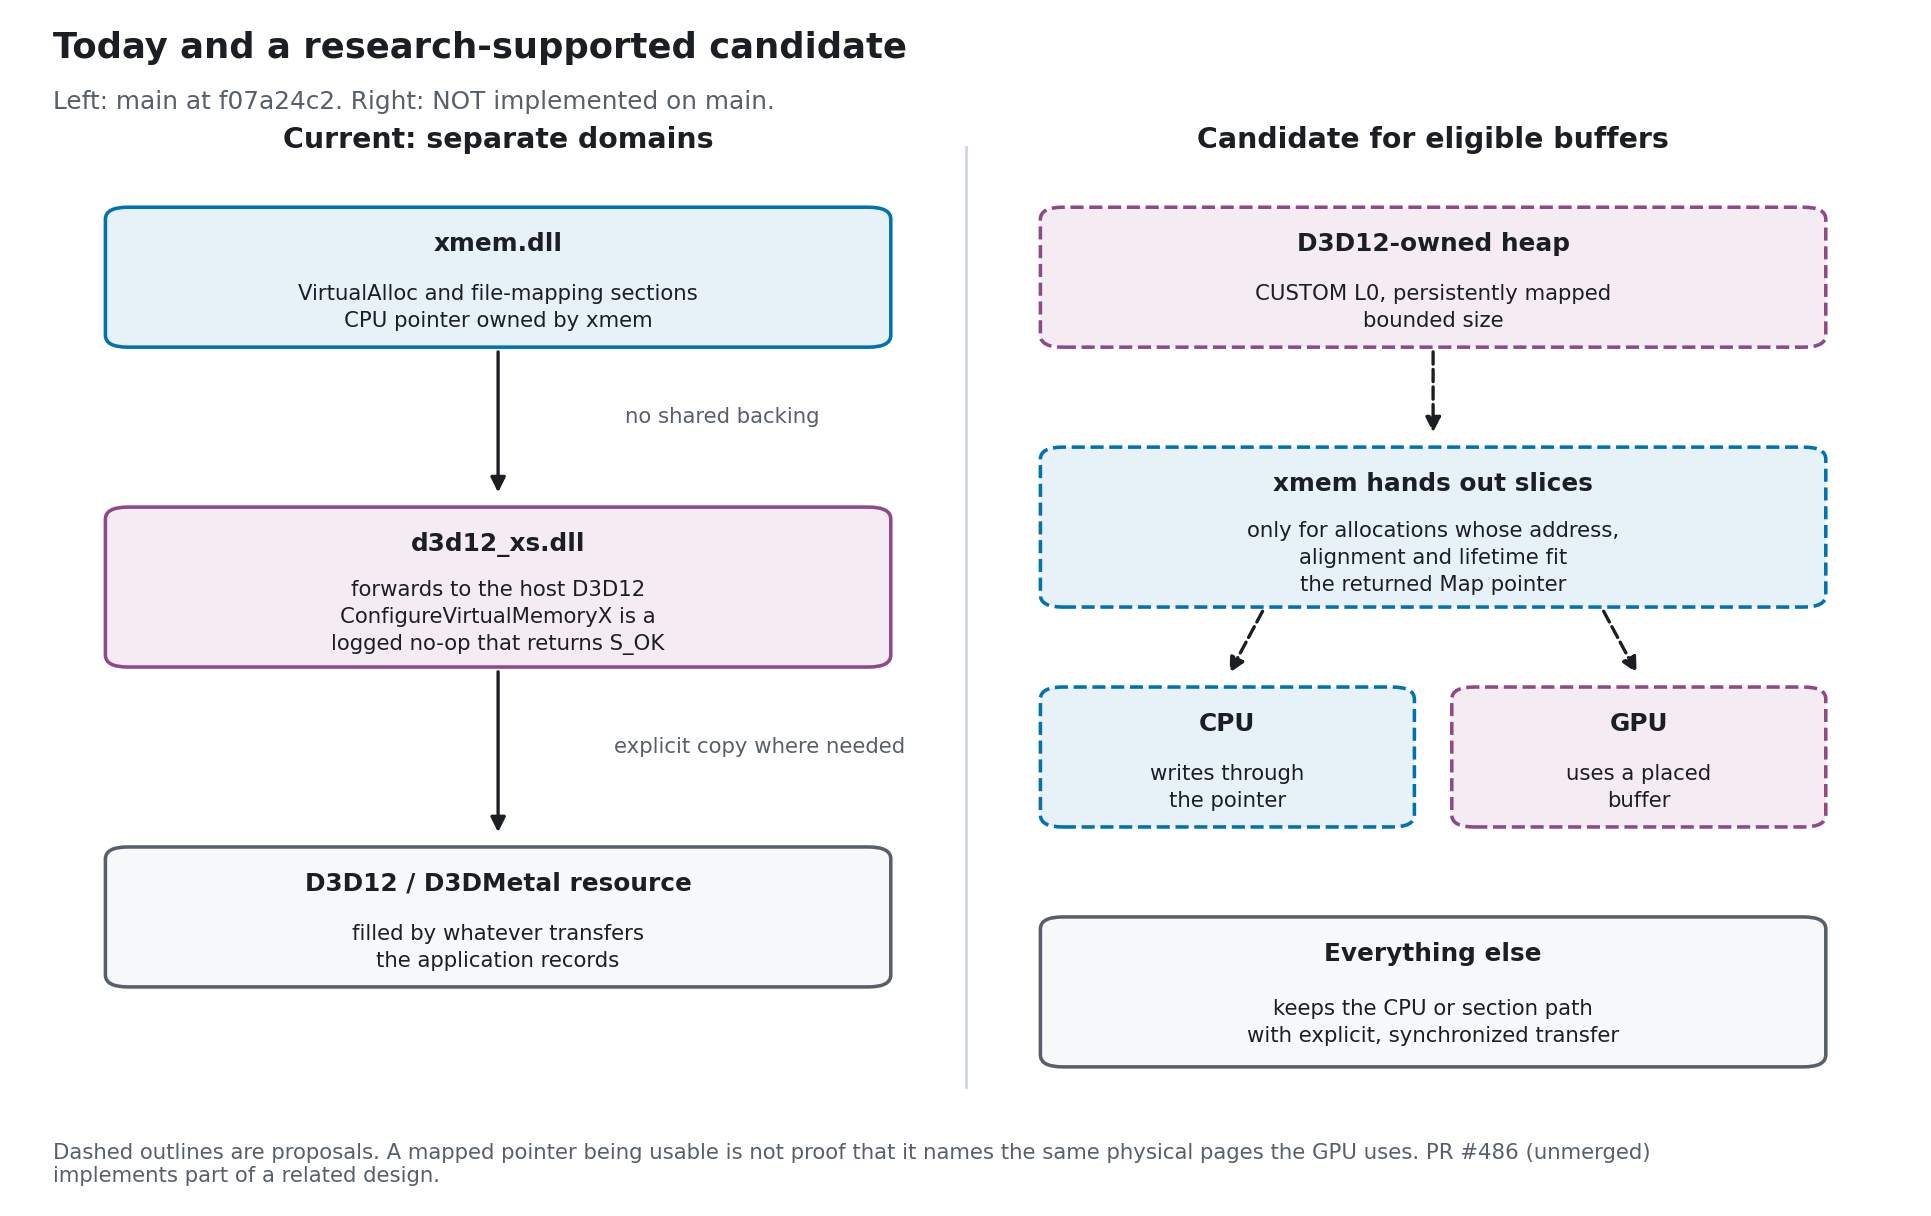 Today and a research-supported candidate
Left: main at f07a24c2. Right: NOT implemented on main.
Current: separate domains
xmem.dll
VirtualAlloc and file-mapping sections
CPU pointer owned by xmem
no shared backing
d3d12_xs.dll
forwards to the host D3D12
ConfigureVirtualMemoryX is a
logged no-op that returns S_OK
explicit copy where needed
D3D12 / D3DMetal resource
filled by whatever transfers
the application records
Candidate for eligible buffers
D3D12-owned heap
CUSTOM L0, persistently mapped
bounded size
xmem hands out slices
only for allocations whose address,
alignment and lifetime fit
the returned Map pointer
CPU
writes through
the pointer
GPU
uses a placed
buffer
Everything else
keeps the CPU or section path
with explicit, synchronized transfer
Dashed outlines are proposals. A mapped pointer being usable is not proof that it names the same physical pages the GPU uses. PR #486 (unmerged)
implements part of a related design.